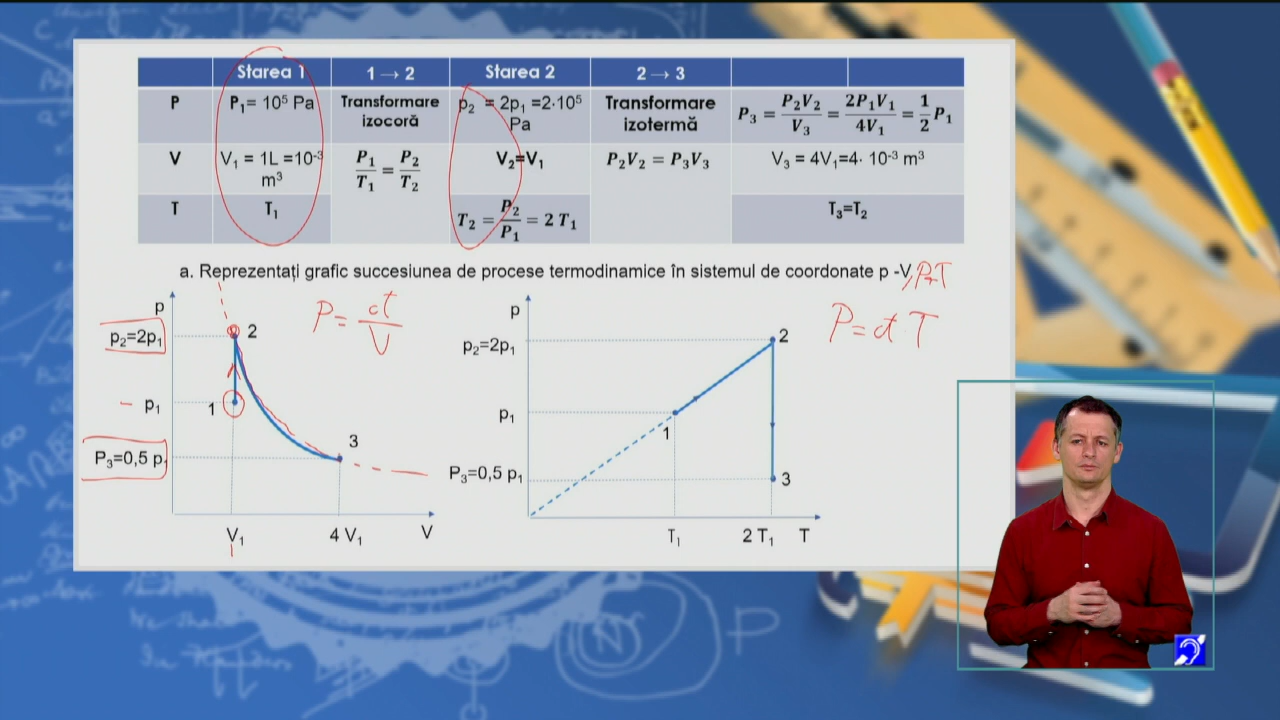 Starea 1 1 → 2 Starea 2 2 → 3
P P₁= 10⁵ Pa Transformare izocoră p₂ = 2p₁ =2·10⁵ Pa Transformare izotermă P₃ = P₂V₂/V₃ = 2P₁V₁/4V₁ = 1/2 P₁
V V₁ = 1L =10⁻³ m³ P₁/T₁ = P₂/T₂ V₂=V₁ P₂V₂ = P₃V₃ V₃ = 4V₁=4· 10⁻³ m³
T T₁ T₂ = P₂/P₁ = 2 T₁ T₃=T₂
a. Reprezentați grafic succesiunea de procese termodinamice în sistemul de coordonate p -V, P-T
p
p₂=2p₁
2
P = ct/V
p₁
1
3
P₃=0,5 p
V₁ 4 V₁ V
p
p₂=2p₁
2
P = ct T
p₁
1
P₃=0,5 p₁
3
T₁ 2 T₁ T
P